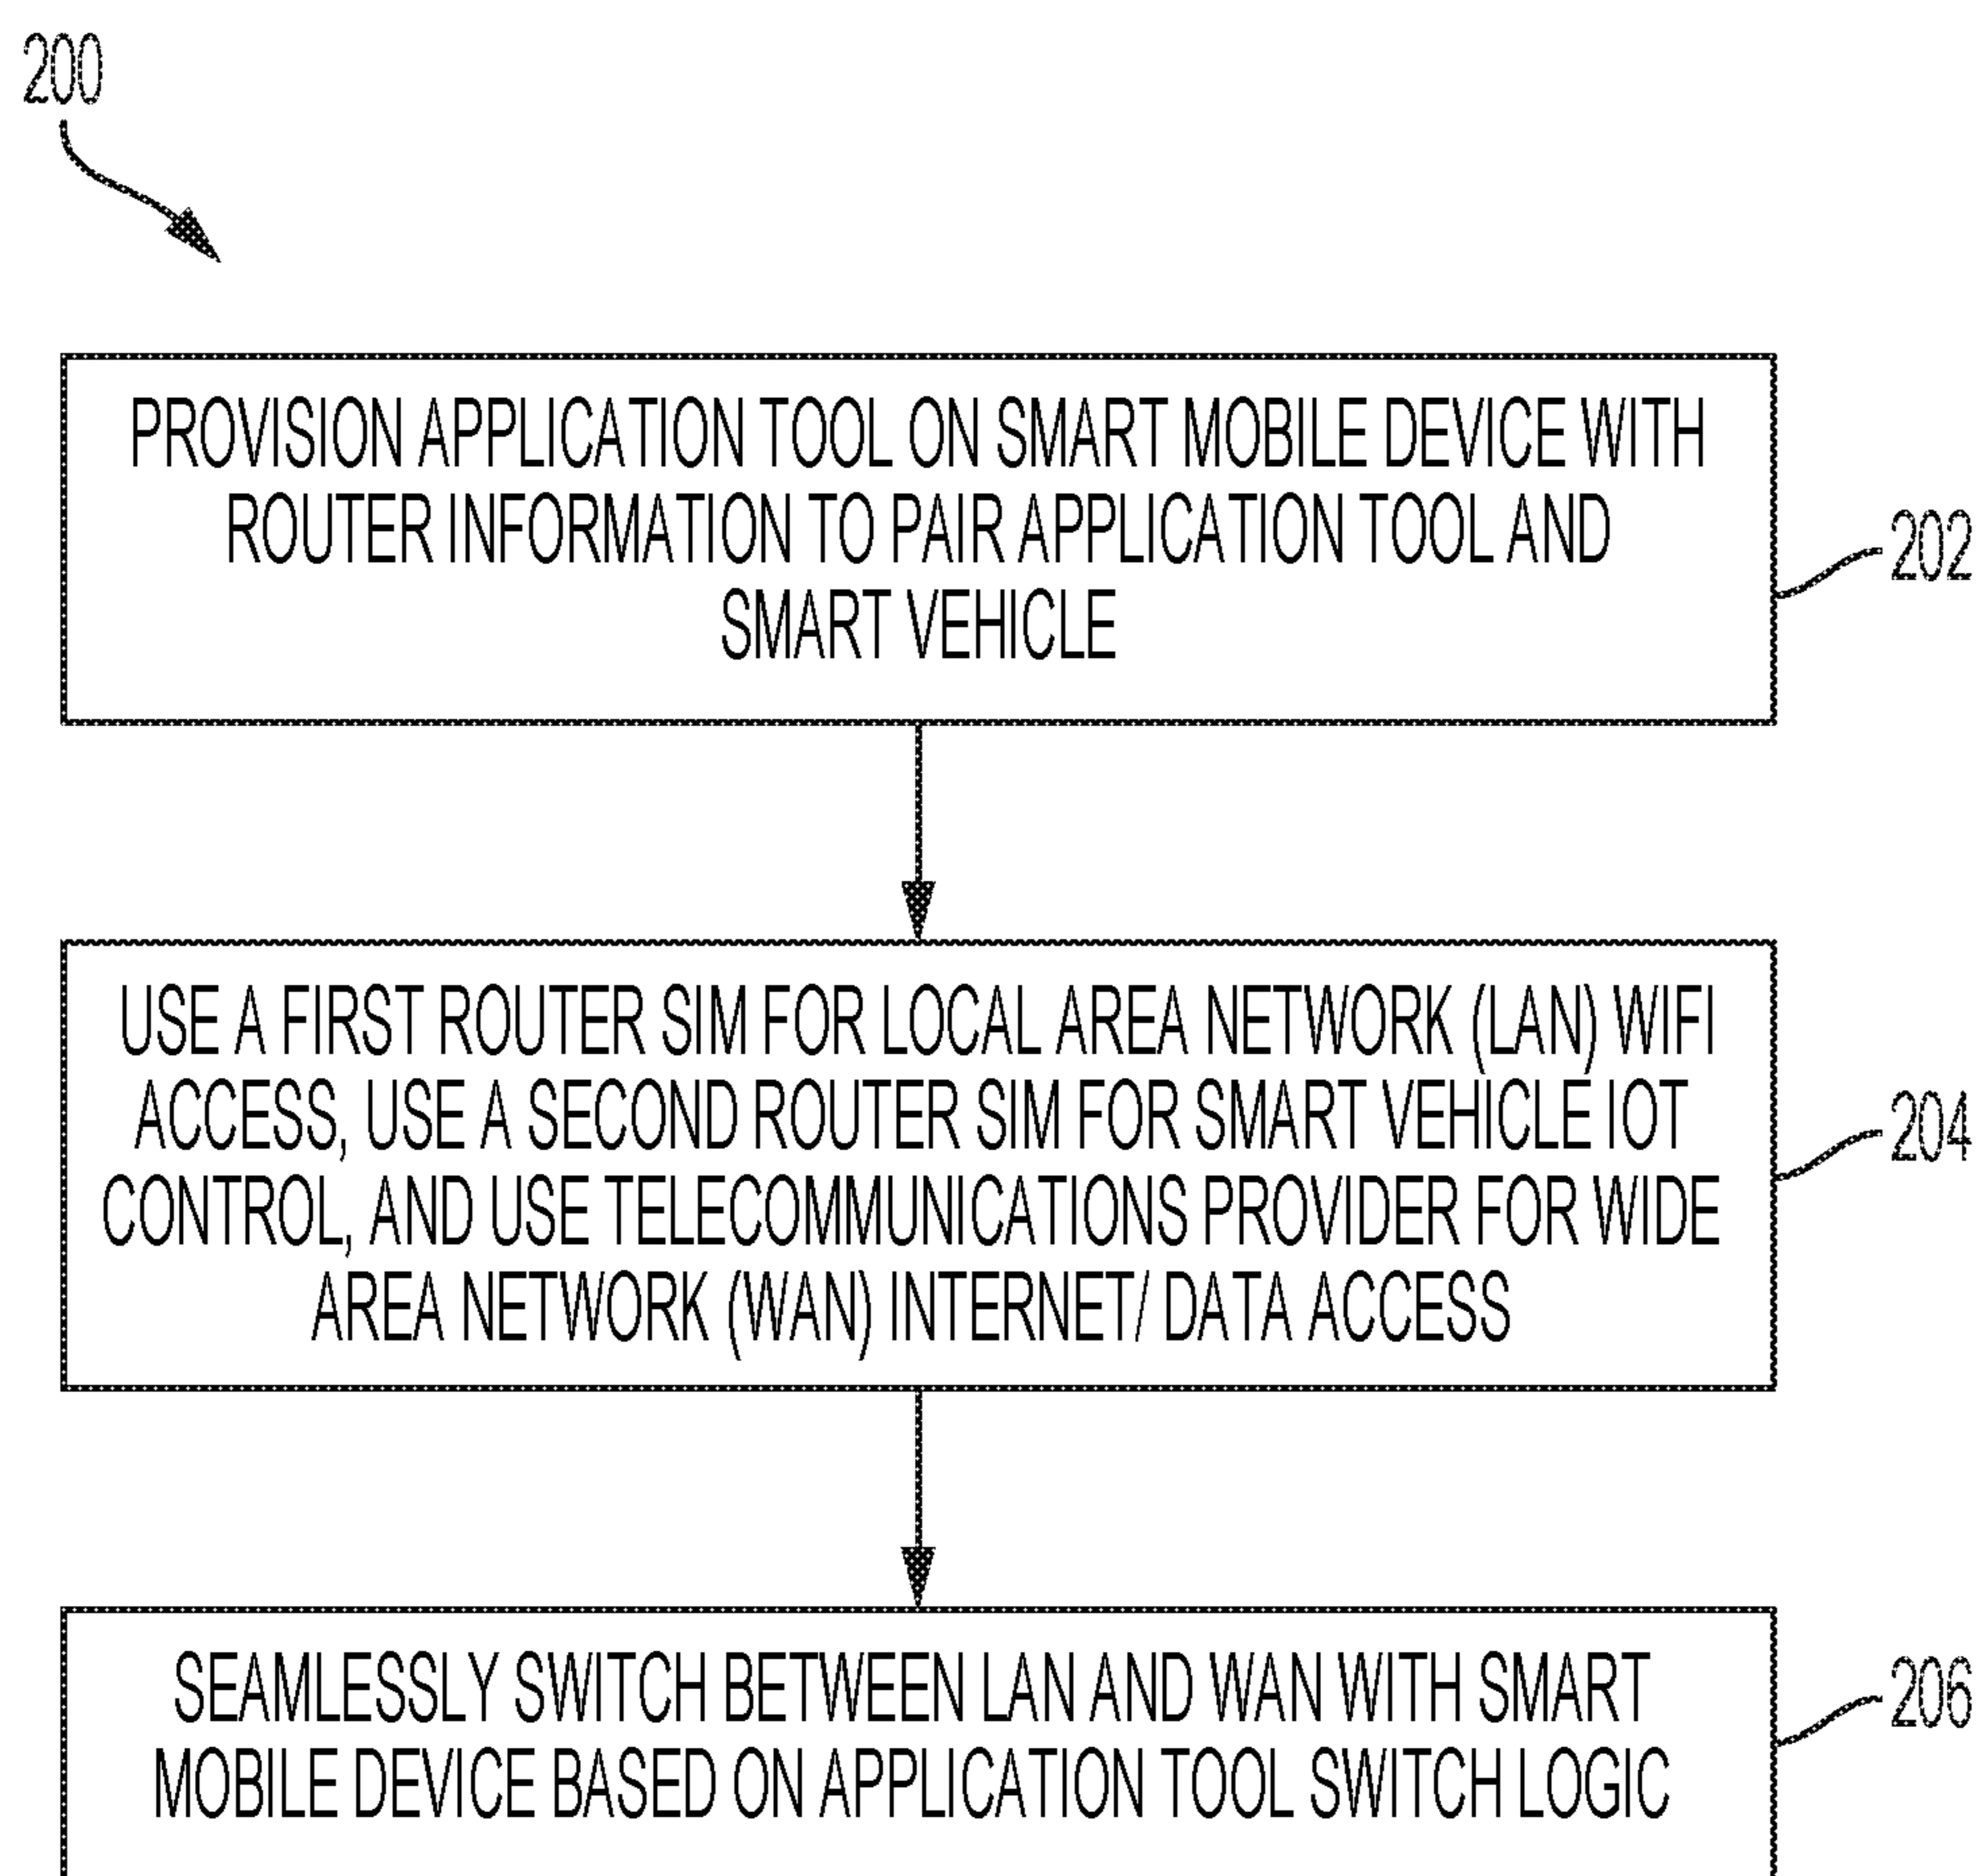 200
PROVISION APPLICATION TOOL ON SMART MOBILE DEVICE WITH
ROUTER INFORMATION TO PAIR APPLICATION TOOL AND
SMART VEHICLE
202
USE A FIRST ROUTER SIM FOR LOCAL AREA NETWORK (LAN) WIFI
ACCESS, USE A SECOND ROUTER SIM FOR SMART VEHICLE IOT
CONTROL, AND USE TELECOMMUNICATIONS PROVIDER FOR WIDE
AREA NETWORK (WAN) INTERNET/ DATA ACCESS
204
SEAMLESSLY SWITCH BETWEEN LAN AND WAN WITH SMART
MOBILE DEVICE BASED ON APPLICATION TOOL SWITCH LOGIC
206